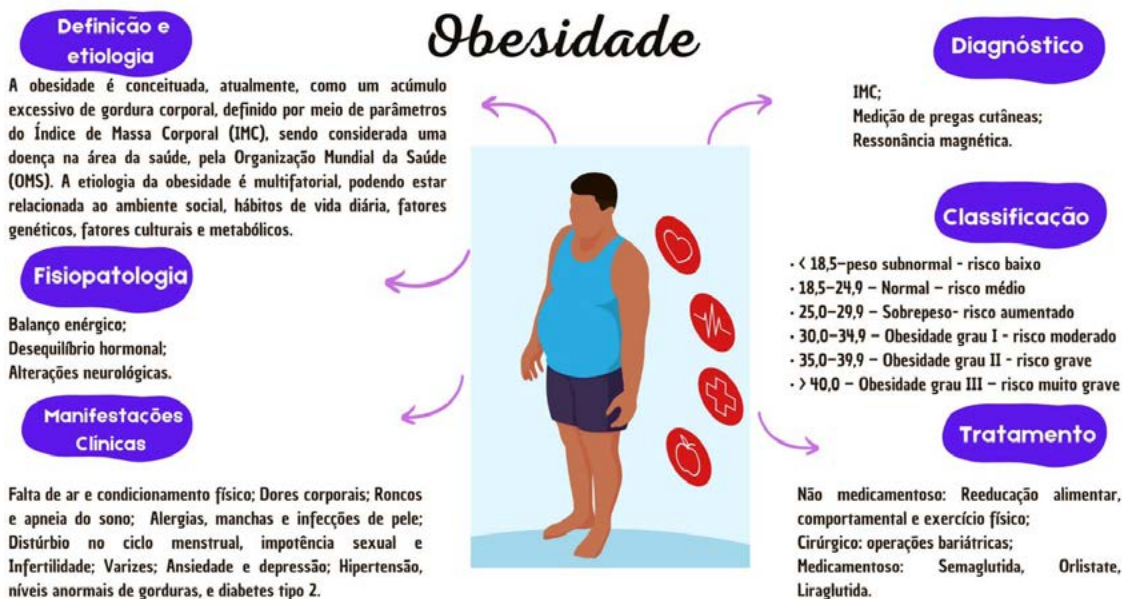 Obesidade
Definição e
etiologia
A obesidade é conceituada, atualmente, como um acúmulo
excessivo de gordura corporal, definido por meio de parâmetros
do Índice de Massa Corporal (IMC), sendo considerada uma
doença na área da saúde, pela Organização Mundial da Saúde
(OMS). A etiologia da obesidade é multifatorial, podendo estar
relacionada ao ambiente social, hábitos de vida diária, fatores
genéticos, fatores culturais e metabólicos.
Fisiopatologia
Balanço enérgico;
Desequilíbrio hormonal;
Alterações neurológicas.
Manifestações
Clínicas
Falta de ar e condicionamento físico; Dores corporais; Roncos
e apneia do sono; Alergias, manchas e infecções de pele;
Distúrbio no ciclo menstrual, impotência sexual e
Infertilidade; Varizes; Ansiedade e depressão; Hipertensão,
níveis anormais de gorduras, e diabetes tipo 2.
Diagnóstico
IMC;
Medição de pregas cutâneas;
Ressonância magnética.
Classificação
· < 18,5–peso subnormal - risco baixo
· 18,5–24,9 – Normal – risco médio
· 25,0–29,9 – Sobrepeso- risco aumentado
· 30,0–34,9 – Obesidade grau I - risco moderado
· 35,0–39,9 – Obesidade grau II - risco grave
· > 40,0 – Obesidade grau III – risco muito grave
Tratamento
Não medicamentoso: Reeducação alimentar,
comportamental e exercício físico;
Cirúrgico: operações bariátricas;
Medicamentoso: Semaglutida, Orlistate,
Liraglutida.